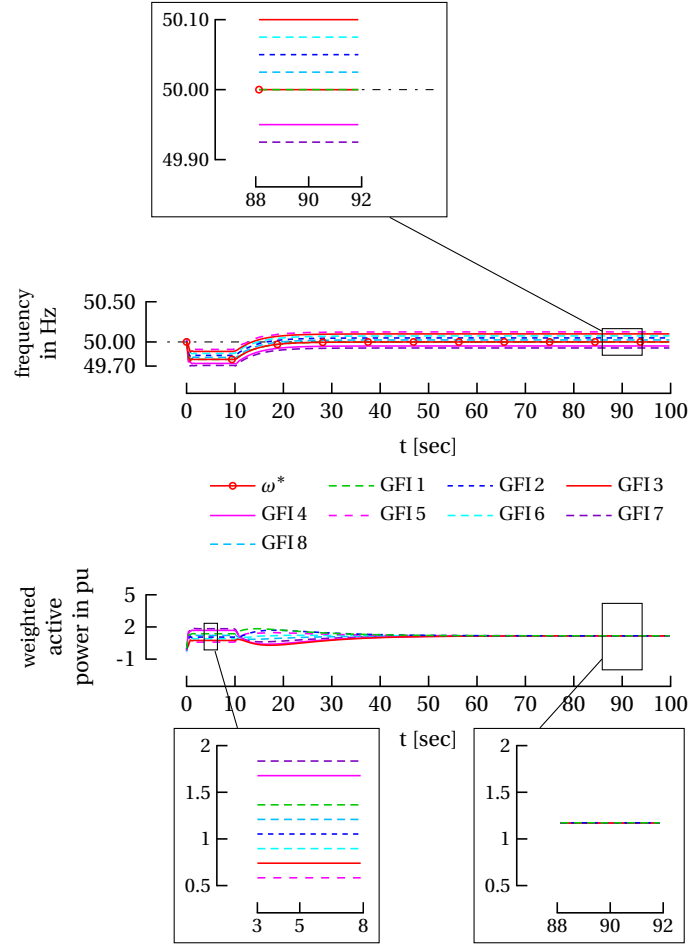 50.10
50.00
49.90
88 90 92
frequency
in Hz
50.50
50.00
49.70
0 10 20 30 40 50 60 70 80 90 100
t [sec]
ω* GFI 1 GFI 2 GFI 3
GFI 4 GFI 5 GFI 6 GFI 7
GFI 8
weighted
active
power in pu
5
2
-1
0 10 20 30 40 50 60 70 80 90 100
t [sec]
2
1.5
1
0.5
3 5 8
2
1.5
1
0.5
88 90 92